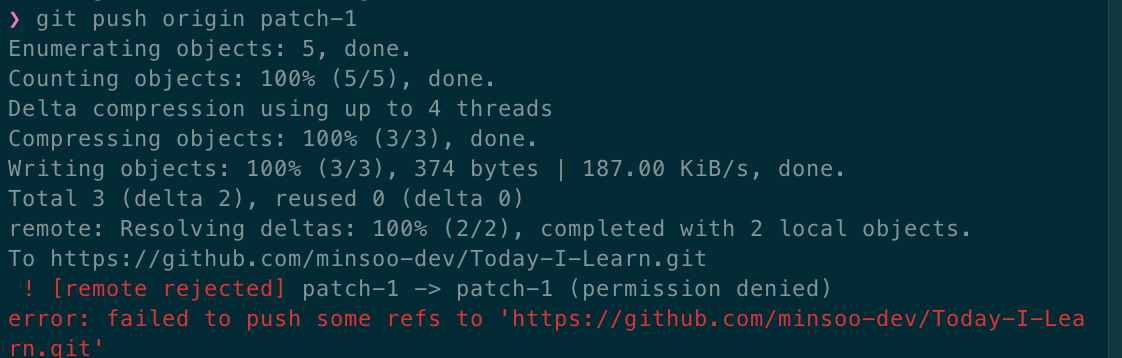 ❯ git push origin patch-1
Enumerating objects: 5, done.
Counting objects: 100% (5/5), done.
Delta compression using up to 4 threads
Compressing objects: 100% (3/3), done.
Writing objects: 100% (3/3), 374 bytes | 187.00 KiB/s, done.
Total 3 (delta 2), reused 0 (delta 0)
remote: Resolving deltas: 100% (2/2), completed with 2 local objects.
To https://github.com/minsoo-dev/Today-I-Learn.git
 ! [remote rejected] patch-1 -> patch-1 (permission denied)
error: failed to push some refs to 'https://github.com/minsoo-dev/Today-I-Lea
rn.git'